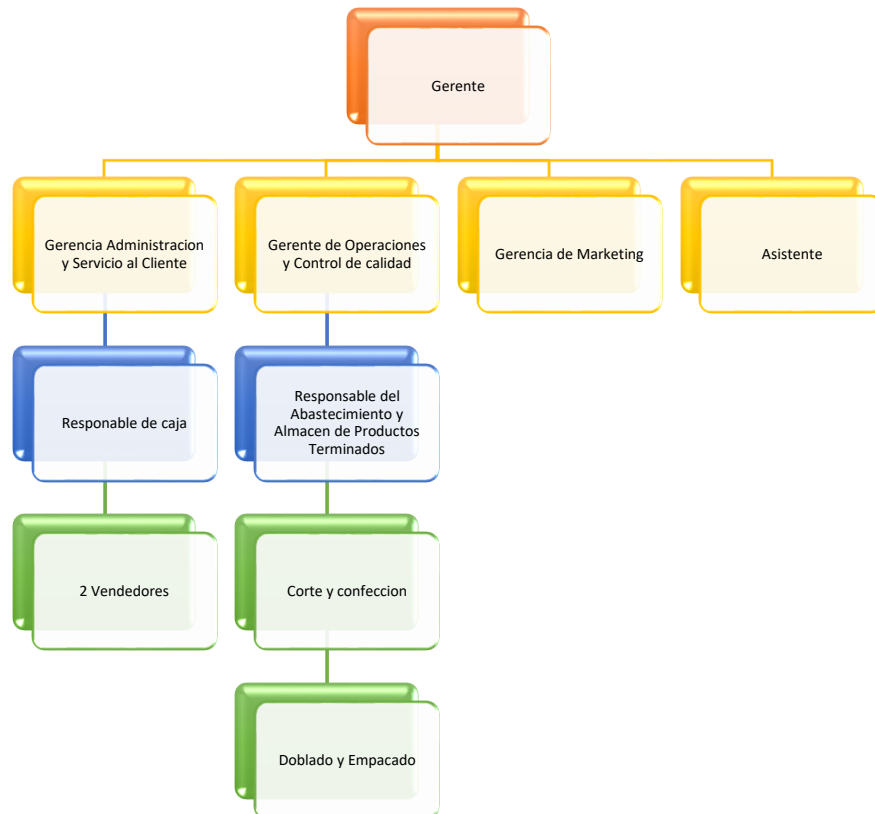 Gerente
Gerencia Administracion
y Servicio al Cliente
Gerente de Operaciones
y Control de calidad
Gerencia de Marketing
Asistente
Responable de caja
Responsable del
Abastecimiento y
Almacen de Productos
Terminados
2 Vendedores
Corte y confeccion
Doblado y Empacado